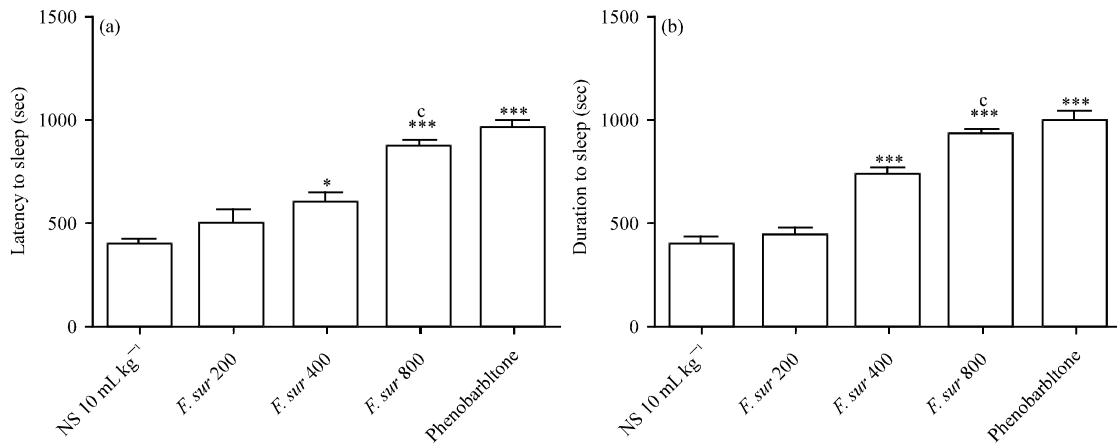 (a)
Latency to sleep (sec)
1500
1000
500
0
*
c
***
***
NS 10 mL kg⁻¹
F. sur 200
F. sur 400
F. sur 800
Phenobarbltone
(b)
Duration to sleep (sec)
1500
1000
500
0
***
c
***
***
NS 10 mL kg⁻¹
F. sur 200
F. sur 400
F. sur 800
Phenobarbltone